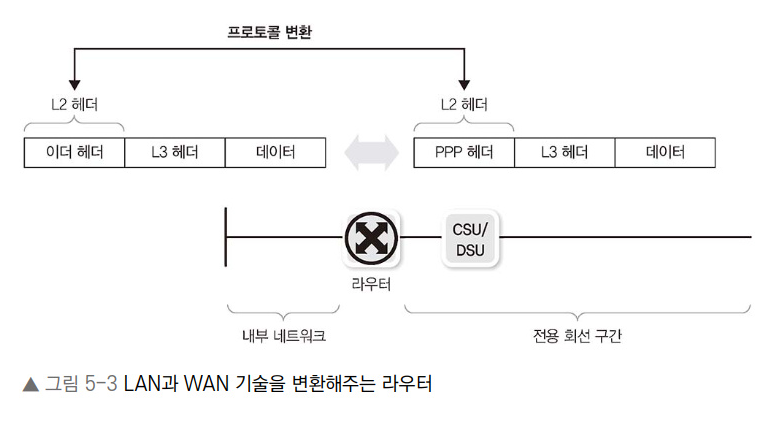 프로토콜 변환
L2 헤더
L2 헤더
이더 헤더 L3 헤더 데이터
PPP 헤더 L3 헤더 데이터
CSU/
DSU
라우터
내부 네트워크
전용 회선 구간
▲ 그림 5-3 LAN과 WAN 기술을 변환해주는 라우터